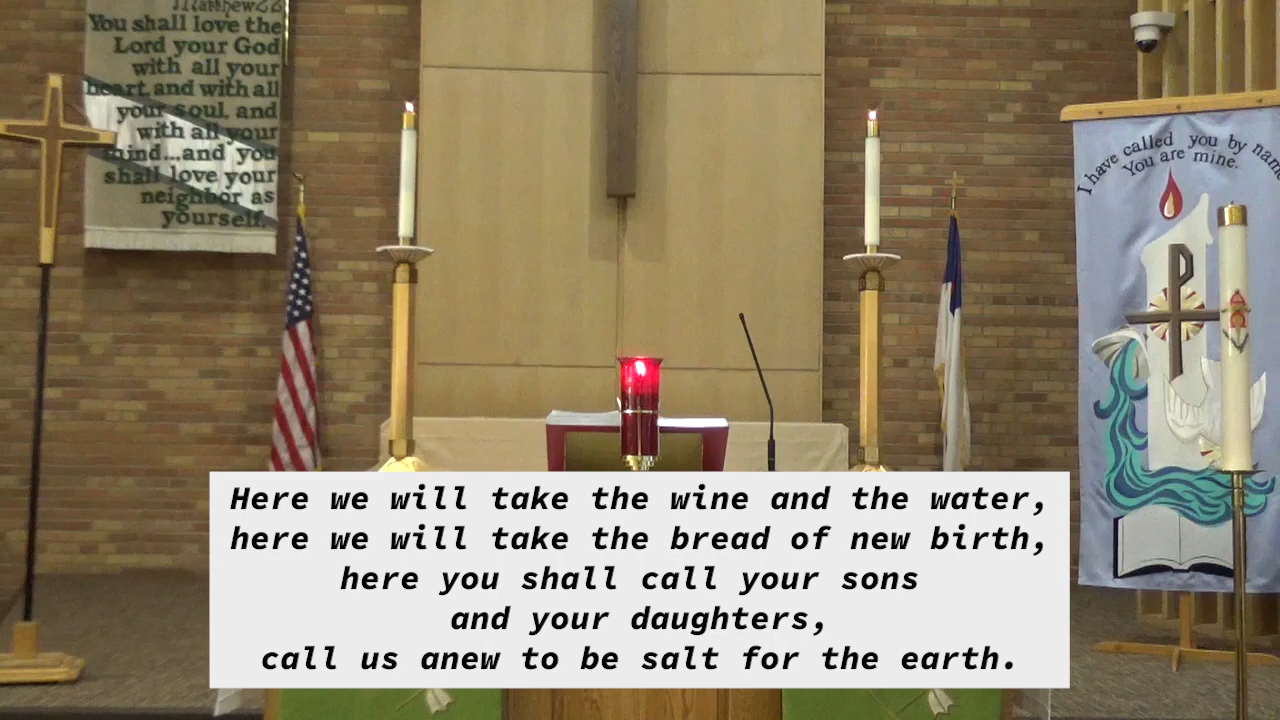 Matthew 22
You shall love the
Lord your God
with all your
heart, and with all
your soul, and
with all your
mind...and you
shall love your
neighbor as
yourself.
I have called you by name
You are mine.
Here we will take the wine and the water,
here we will take the bread of new birth,
here you shall call your sons
and your daughters,
call us anew to be salt for the earth.